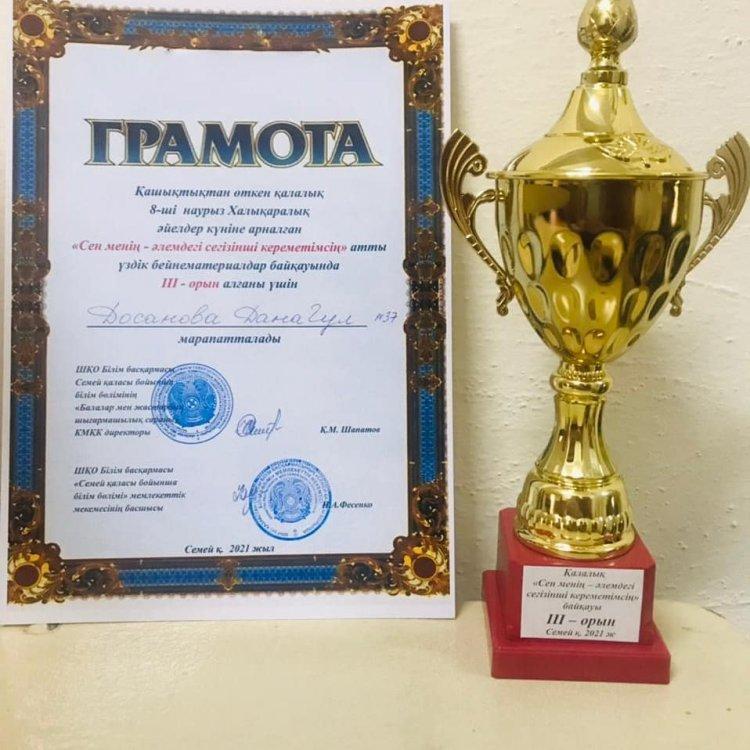 ГРАМОТА
Қашықтықтан өткен қалалық
8-ші наурыз Халықаралық
әйелдер күніне арналған
«Сен менің - әлемдегі сегізінші кереметімсің» атты
үздік бейнематериалдар байқауында
III - орын алғаны үшін
Досанова Данагул №37
марапатталады
ШҚО Білім басқармасы
Семей қаласы бойынша
білім бөлімінің
«Балалар мен жастардың
шығармашылық сарайы»
КМҚК директоры
Қ.М. Шапатов
ШҚО Білім басқармасы
«Семей қаласы бойынша
білім бөлімі» мемлекеттік
мекемесінің басшысы
Н.А.Фесенко
Семей қ. 2021 жыл
Қалалық
«Сен менің – әлемдегі
сегізінші кереметімсің»
байқауы
III – орын
Семей қ. 2021 ж